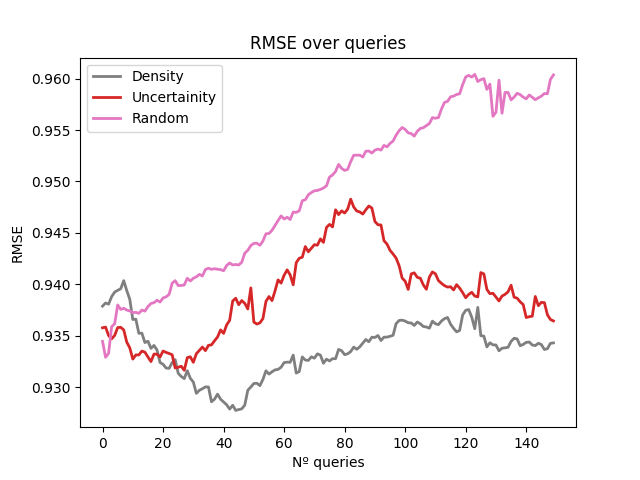 RMSE over queries
Density
Uncertainity
Random
0.960
0.955
0.950
0.945
0.940
0.935
0.930
RMSE
0 20 40 60 80 100 120 140
Nº queries